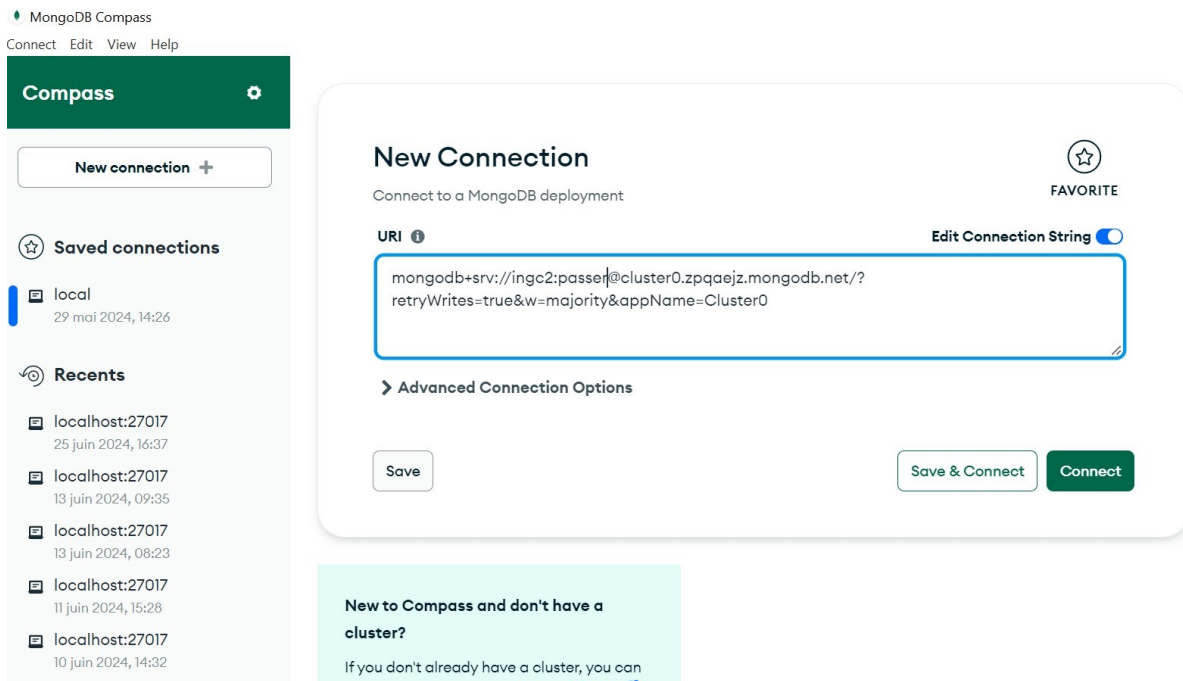 MongoDB Compass
Connect Edit View Help
Compass
New connection
Saved connections
local
29 mai 2024, 14:26
Recents
localhost:27017
25 juin 2024, 16:37
localhost:27017
13 juin 2024, 09:35
localhost:27017
13 juin 2024, 08:23
localhost:27017
11 juin 2024, 15:28
localhost:27017
10 juin 2024, 14:32
New Connection
FAVORITE
Connect to a MongoDB deployment
URI
Edit Connection String
mongodb+srv://ingc2:passer@cluster0.zpqaejz.mongodb.net/?
retryWrites=true&w=majority&appName=Cluster0
Advanced Connection Options
Save
Save & Connect
Connect
New to Compass and don't have a
cluster?
If you don't already have a cluster, you can